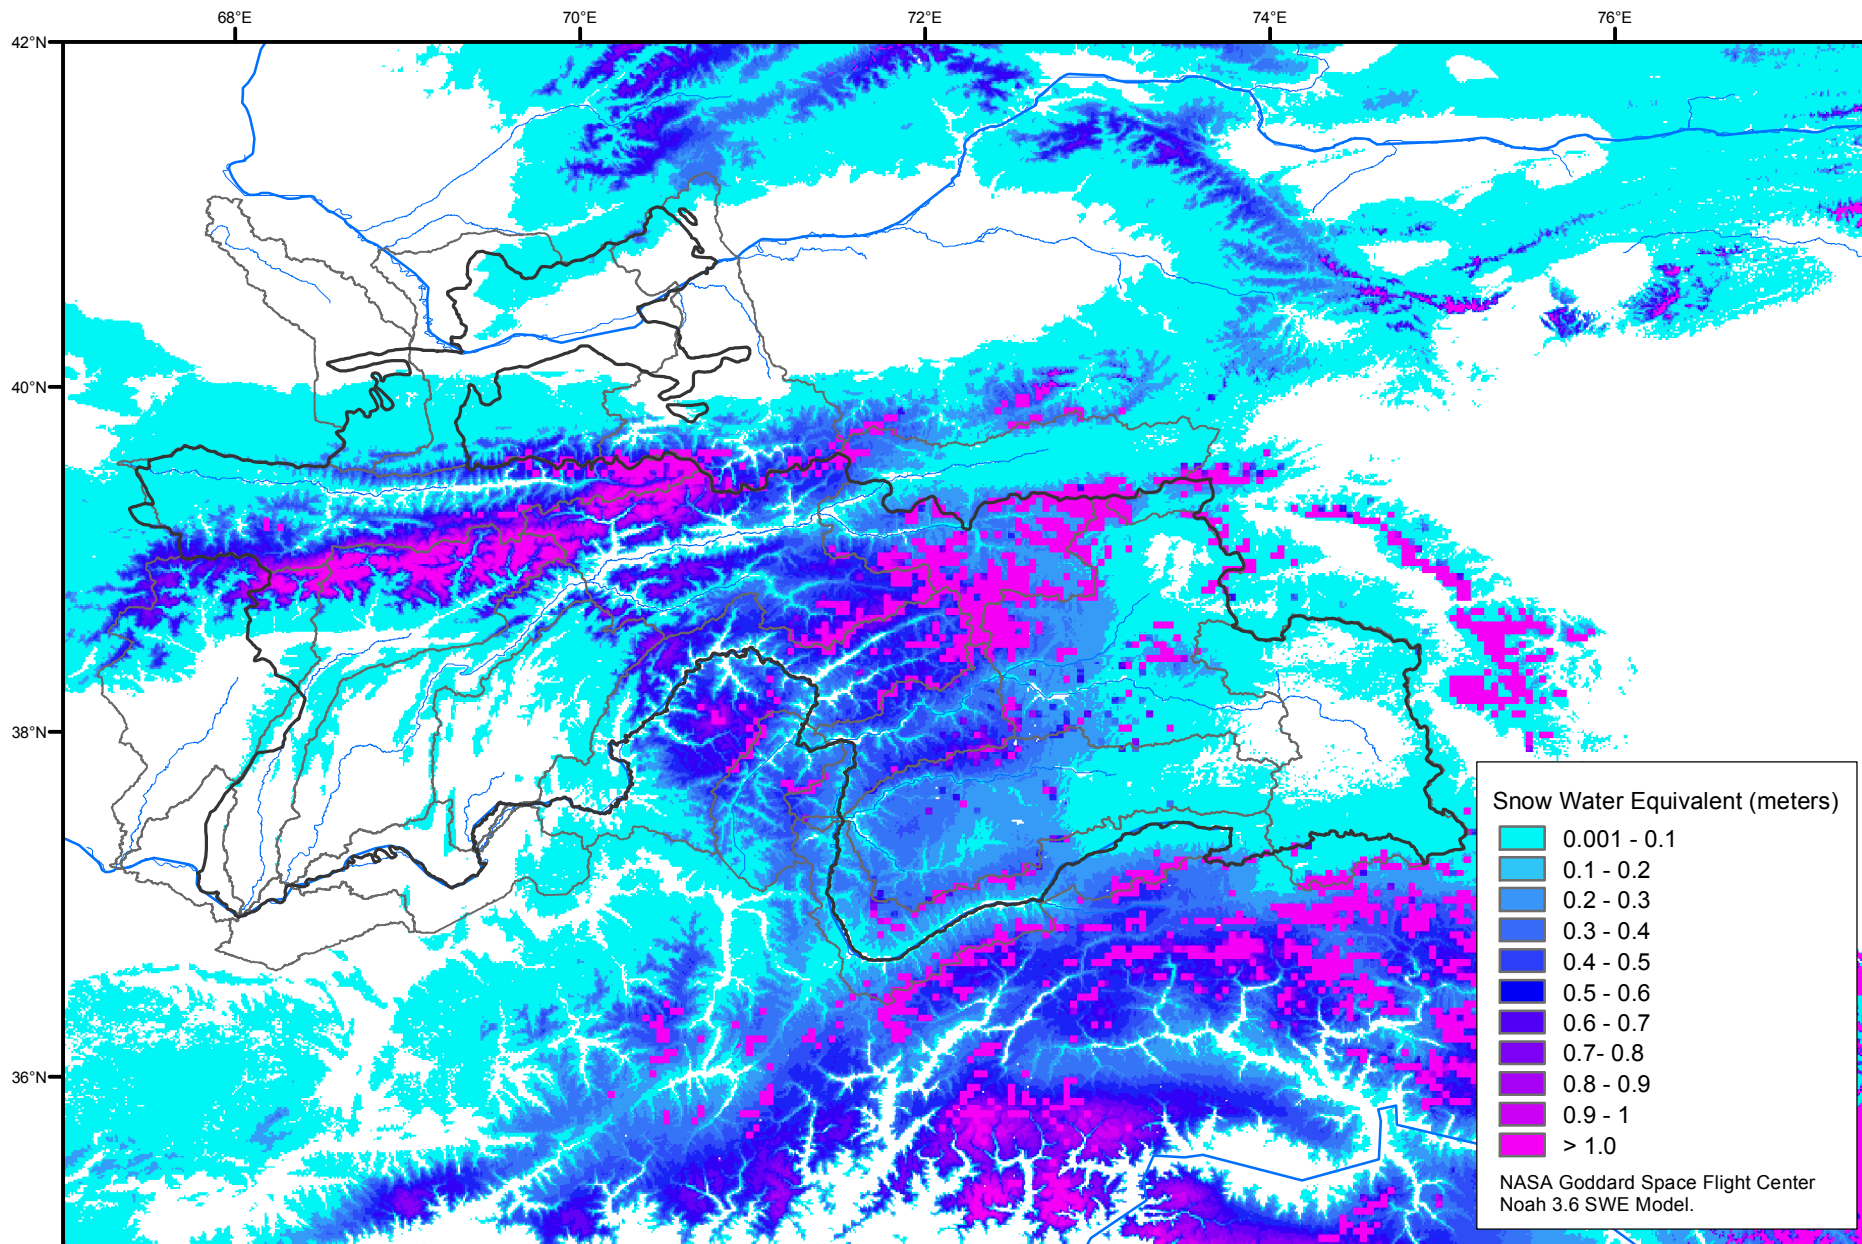 68°E 70°E 72°E 74°E 76°E
42°N
40°N
38°N
36°N
Snow Water Equivalent (meters)
0.001 - 0.1
0.1 - 0.2
0.2 - 0.3
0.3 - 0.4
0.4 - 0.5
0.5 - 0.6
0.6 - 0.7
0.7- 0.8
0.8 - 0.9
0.9 - 1
> 1.0
NASA Goddard Space Flight Center
Noah 3.6 SWE Model.